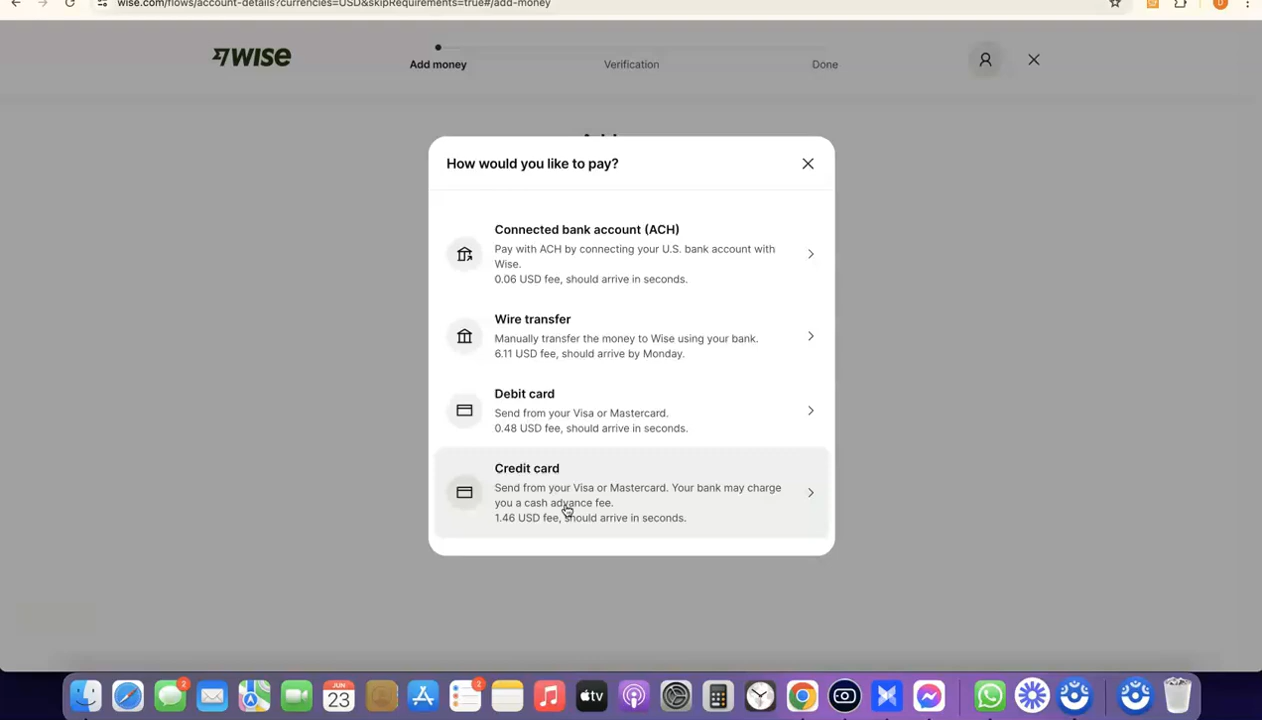 wise.com/flows/account-details?currencies=USD&skipRequirements=true#/add-money
WISE
Add money
Verification
Done
How would you like to pay?
Connected bank account (ACH)
Pay with ACH by connecting your U.S. bank account with
Wise.
0.06 USD fee, should arrive in seconds.
Wire transfer
Manually transfer the money to Wise using your bank.
6.11 USD fee, should arrive by Monday.
Debit card
Send from your Visa or Mastercard.
0.48 USD fee, should arrive in seconds.
Credit card
Send from your Visa or Mastercard. Your bank may charge
you a cash advance fee.
1.46 USD fee, should arrive in seconds.
2
JUN
23
2
tv